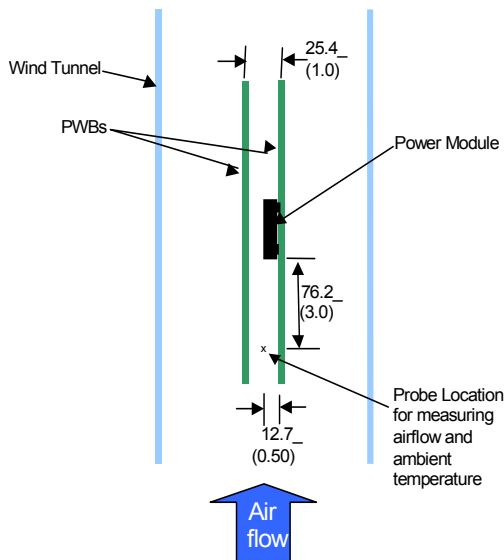 25.4_
(1.0)
Wind Tunnel
PWBs
Power Module
76.2_
(3.0)
x
Probe Location
for measuring
airflow and
ambient
temperature
12.7_
(0.50)
Air
flow